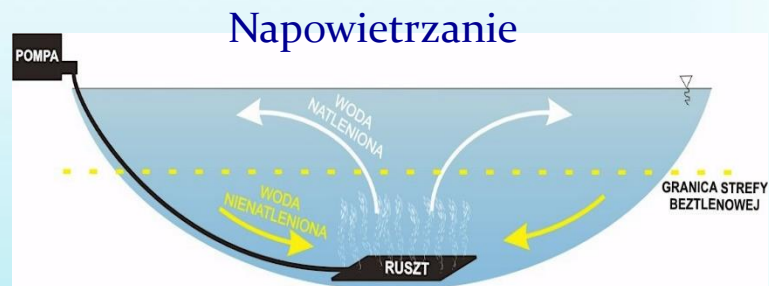 Napowietrzanie
POMPA
WODA
NATLENIONA
WODA
NIENATLENIONA
GRANICA STREFY
BEZTLENOWEJ
RUSZT